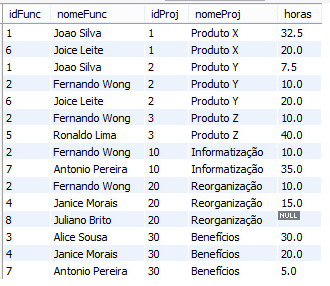 idFunc nomeFunc idProj nomeProj horas
1 Joao Silva 1 Produto X 32.5
6 Joice Leite 1 Produto X 20.0
1 Joao Silva 2 Produto Y 7.5
2 Fernando Wong 2 Produto Y 10.0
6 Joice Leite 2 Produto Y 20.0
2 Fernando Wong 3 Produto Z 10.0
5 Ronaldo Lima 3 Produto Z 40.0
2 Fernando Wong 10 Informatização 10.0
7 Antonio Pereira 10 Informatização 35.0
2 Fernando Wong 20 Reorganização 10.0
4 Janice Morais 20 Reorganização 15.0
8 Juliano Brito 20 Reorganização NULL
3 Alice Sousa 30 Benefícios 30.0
4 Janice Morais 30 Benefícios 20.0
7 Antonio Pereira 30 Benefícios 5.0